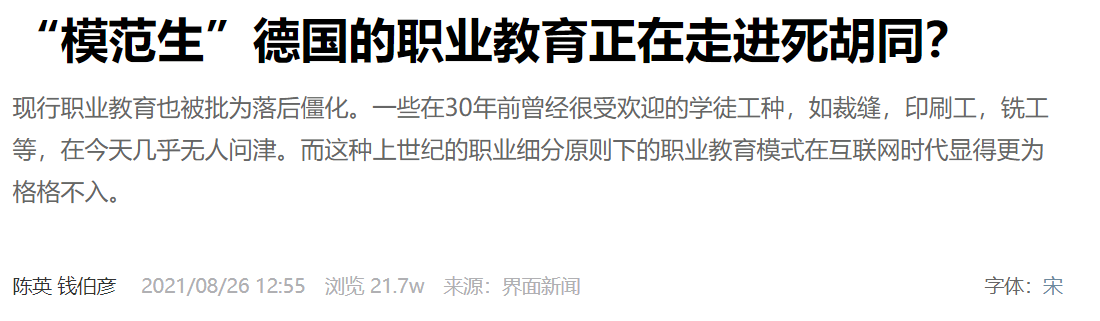 “模范生”德国的职业教育正在走进死胡同？
现行职业教育也被批为落后僵化。一些在30年前曾经很受欢迎的学徒工种，如裁缝，印刷工，铣工
等，在今天几乎无人问津。而这种上世纪的职业细分原则下的职业教育模式在互联网时代显得更为
格格不入。
陈英 钱伯彦 2021/08/26 12:55 浏览 21.7w 来源：界面新闻 字体：宋